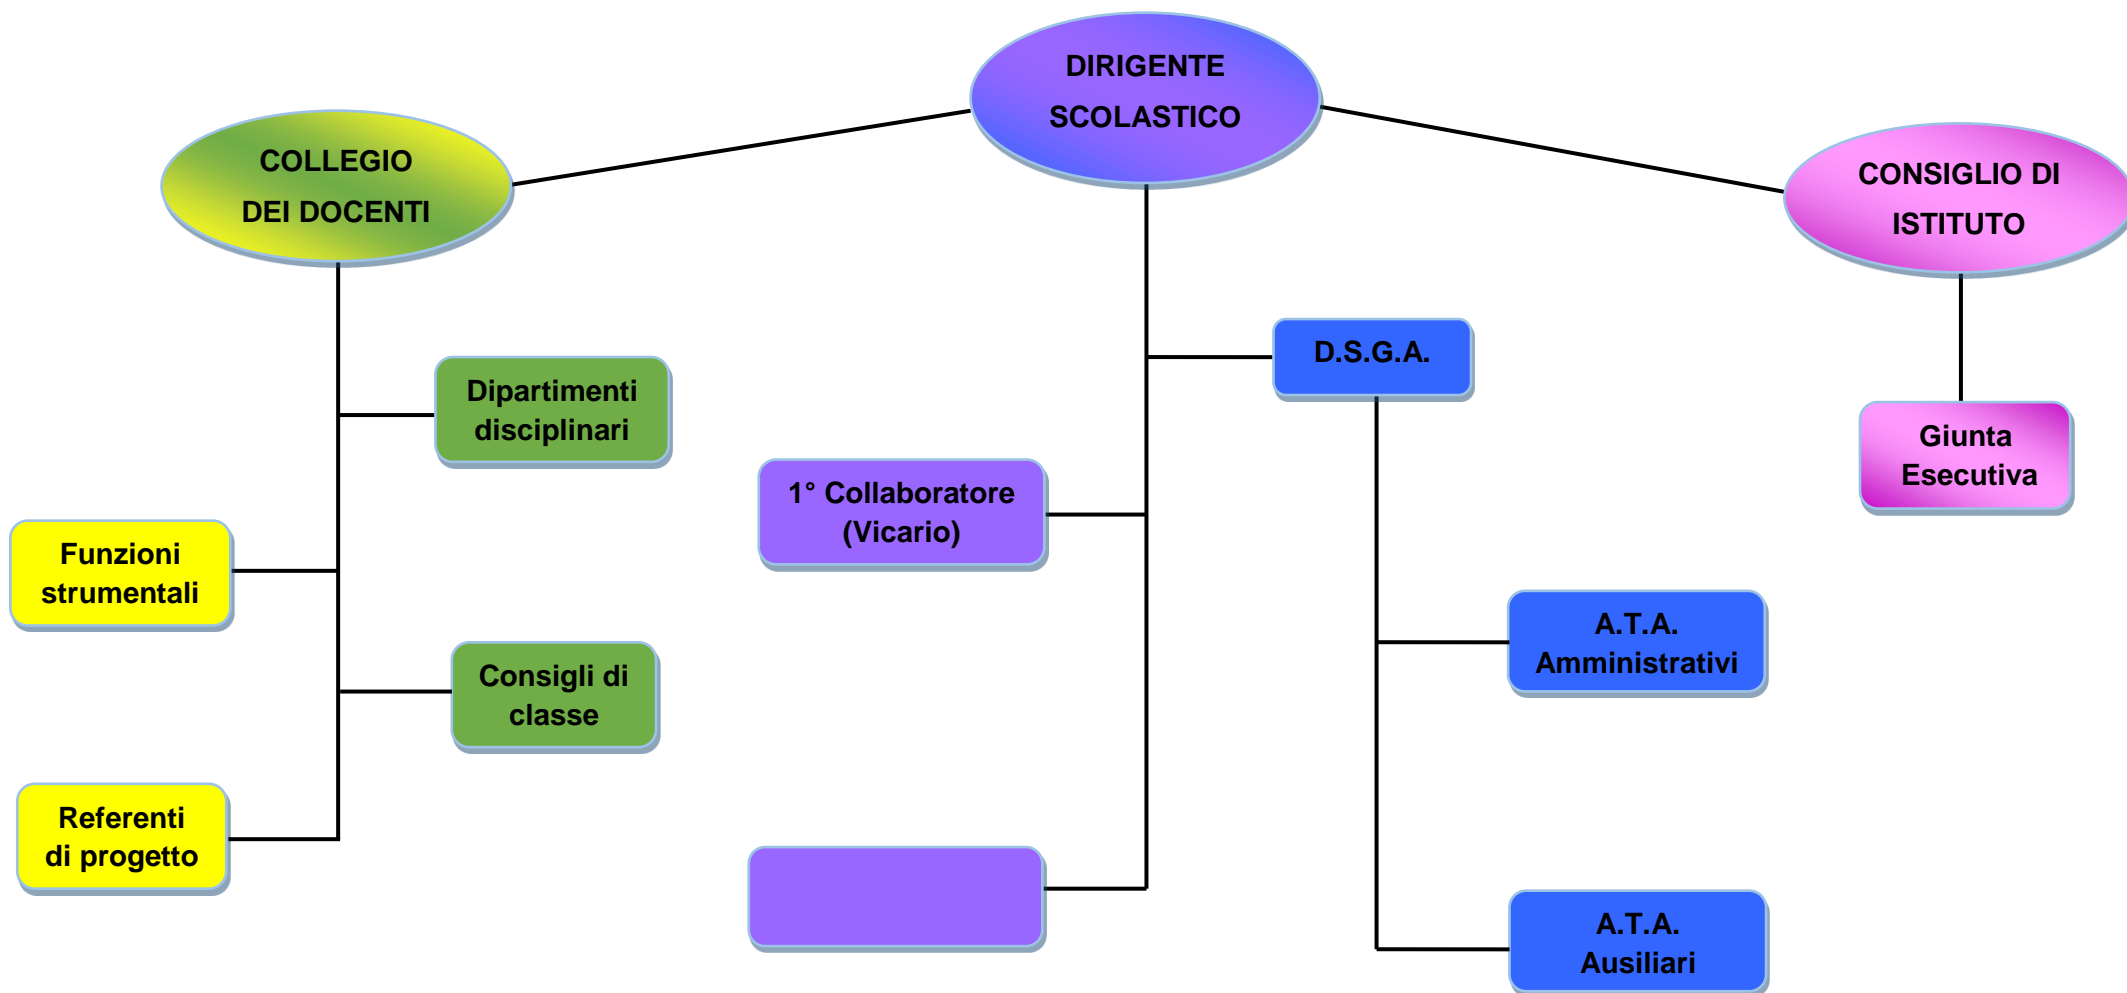 DIRIGENTE
SCOLASTICO
COLLEGIO
DEI DOCENTI
CONSIGLIO DI
ISTITUTO
D.S.G.A.
Dipartimenti
disciplinari
Giunta
Esecutiva
1° Collaboratore
(Vicario)
Funzioni
strumentali
A.T.A.
Amministrativi
Consigli di
classe
Referenti
di progetto
A.T.A.
Ausiliari